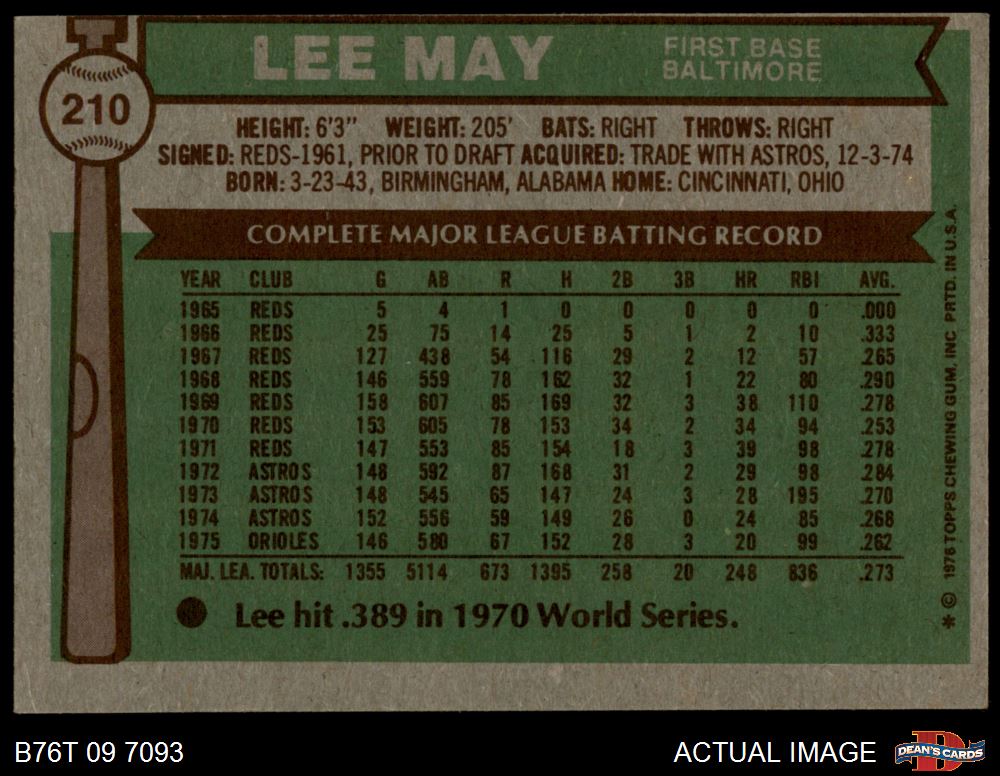 LEE MAY
FIRST BASE
BALTIMORE
210
HEIGHT: 6'3" WEIGHT: 205' BATS: RIGHT THROWS: RIGHT
SIGNED: REDS-1961, PRIOR TO DRAFT ACQUIRED: TRADE WITH ASTROS, 12-3-74
BORN: 3-23-43, BIRMINGHAM, ALABAMA HOME: CINCINNATI, OHIO
COMPLETE MAJOR LEAGUE BATTING RECORD
YEAR CLUB G AB R H 2B 3B HR RBI AVG.
1965 REDS 5 4 1 0 0 0 0 0 .000
1966 REDS 25 75 14 25 5 1 2 10 .333
1967 REDS 127 438 54 116 29 2 12 57 .265
1968 REDS 146 559 78 162 32 1 22 80 .290
1969 REDS 158 607 85 169 32 3 38 110 .278
1970 REDS 153 605 78 153 34 2 34 94 .253
1971 REDS 147 553 85 154 18 3 39 98 .278
1972 ASTROS 148 592 87 168 31 2 29 98 .284
1973 ASTROS 148 545 65 147 24 3 28 195 .270
1974 ASTROS 152 556 59 149 26 0 24 85 .268
1975 ORIOLES 146 580 67 152 28 3 20 99 .262
MAJ. LEA. TOTALS: 1355 5114 673 1395 258 20 248 836 .273
Lee hit .389 in 1970 World Series.
* © 1976 TOPPS CHEWING GUM, INC PRTD. IN U.S.A.
B76T 09 7093
ACTUAL IMAGE
DEAN'S CARDS